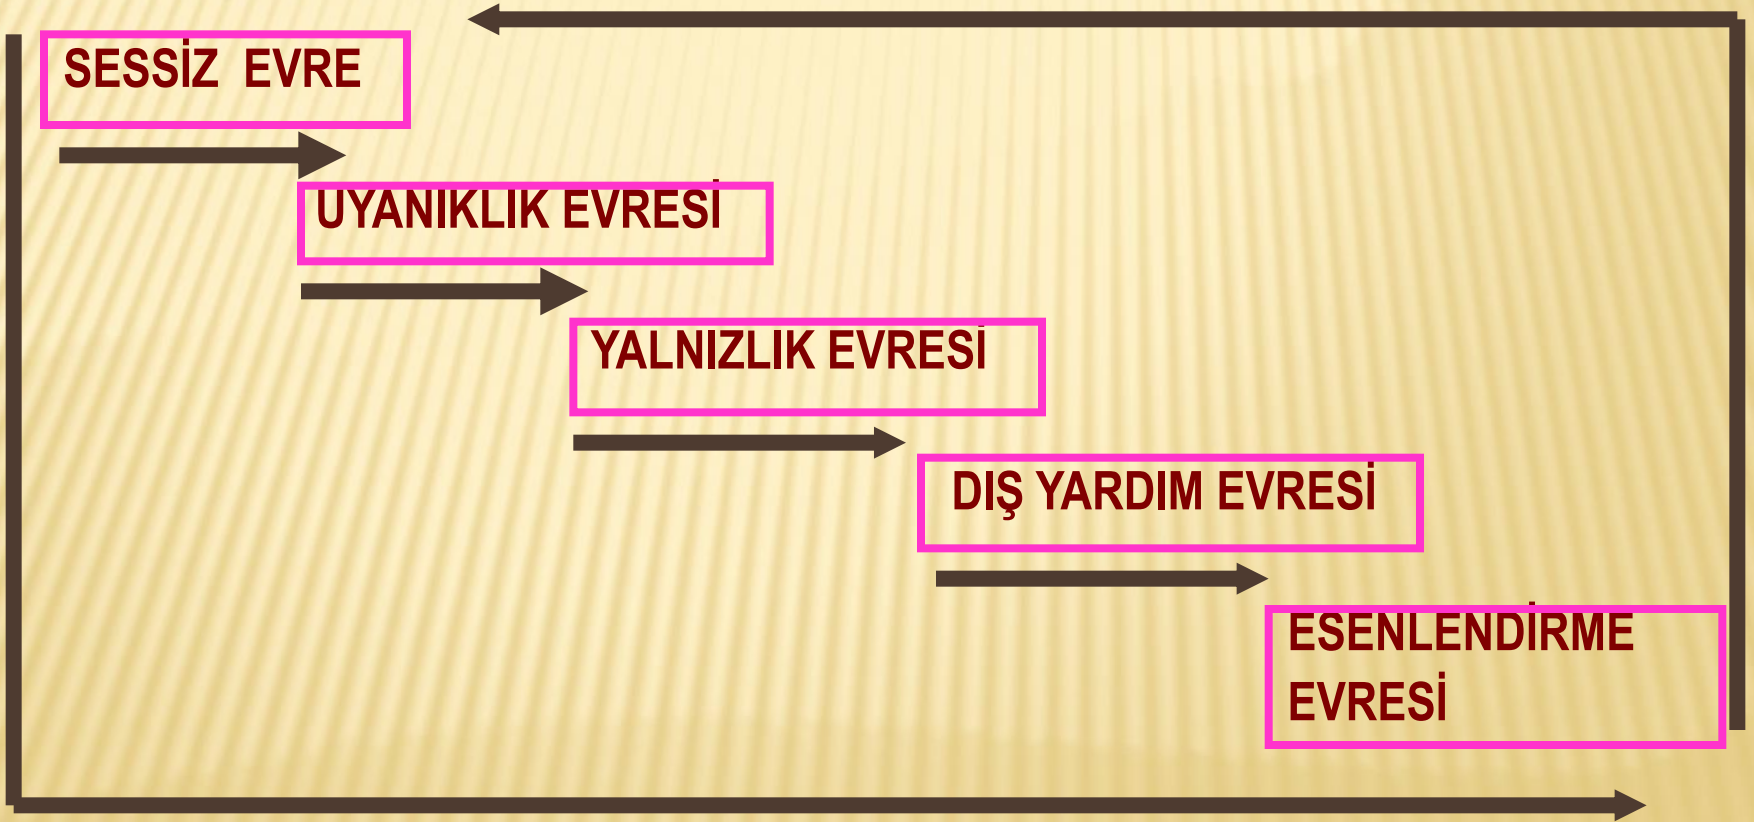 SESSİZ EVRE
UYANIKLIK EVRESİ
YALNIZLIK EVRESİ
DIŞ YARDIM EVRESİ
ESENLENDİRME
EVRESİ